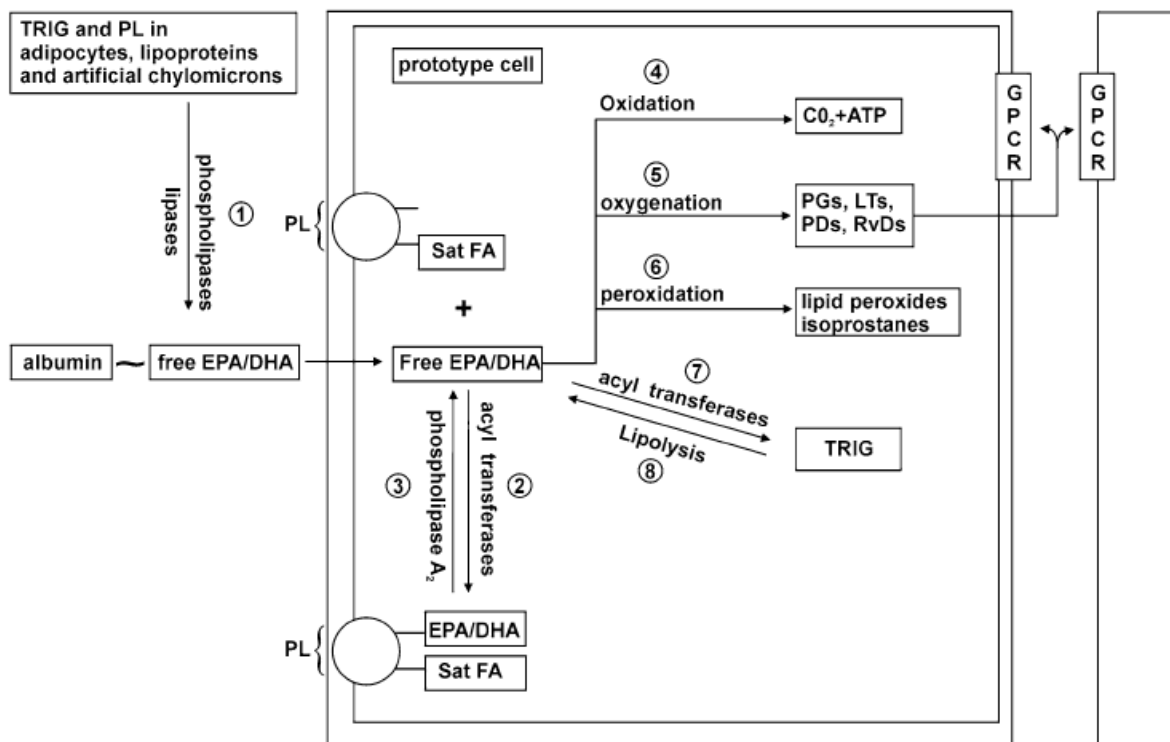 TRIG and PL in
adipocytes, lipoproteins
and artificial chylomicrons
prototype cell
④
Oxidation
C0₂+ATP
GPCR
GPCR
phospholipases
lipases
①
⑤
oxygenation
PGs, LTs,
PDs, RvDs
PL {
Sat FA
+
⑥
peroxidation
lipid peroxides
isoprostanes
albumin ~ free EPA/DHA
Free EPA/DHA
⑦
acyl transferases
Lipolysis
⑧
TRIG
③
phospholipase A₂
acyl transferases
②
PL {
EPA/DHA
Sat FA